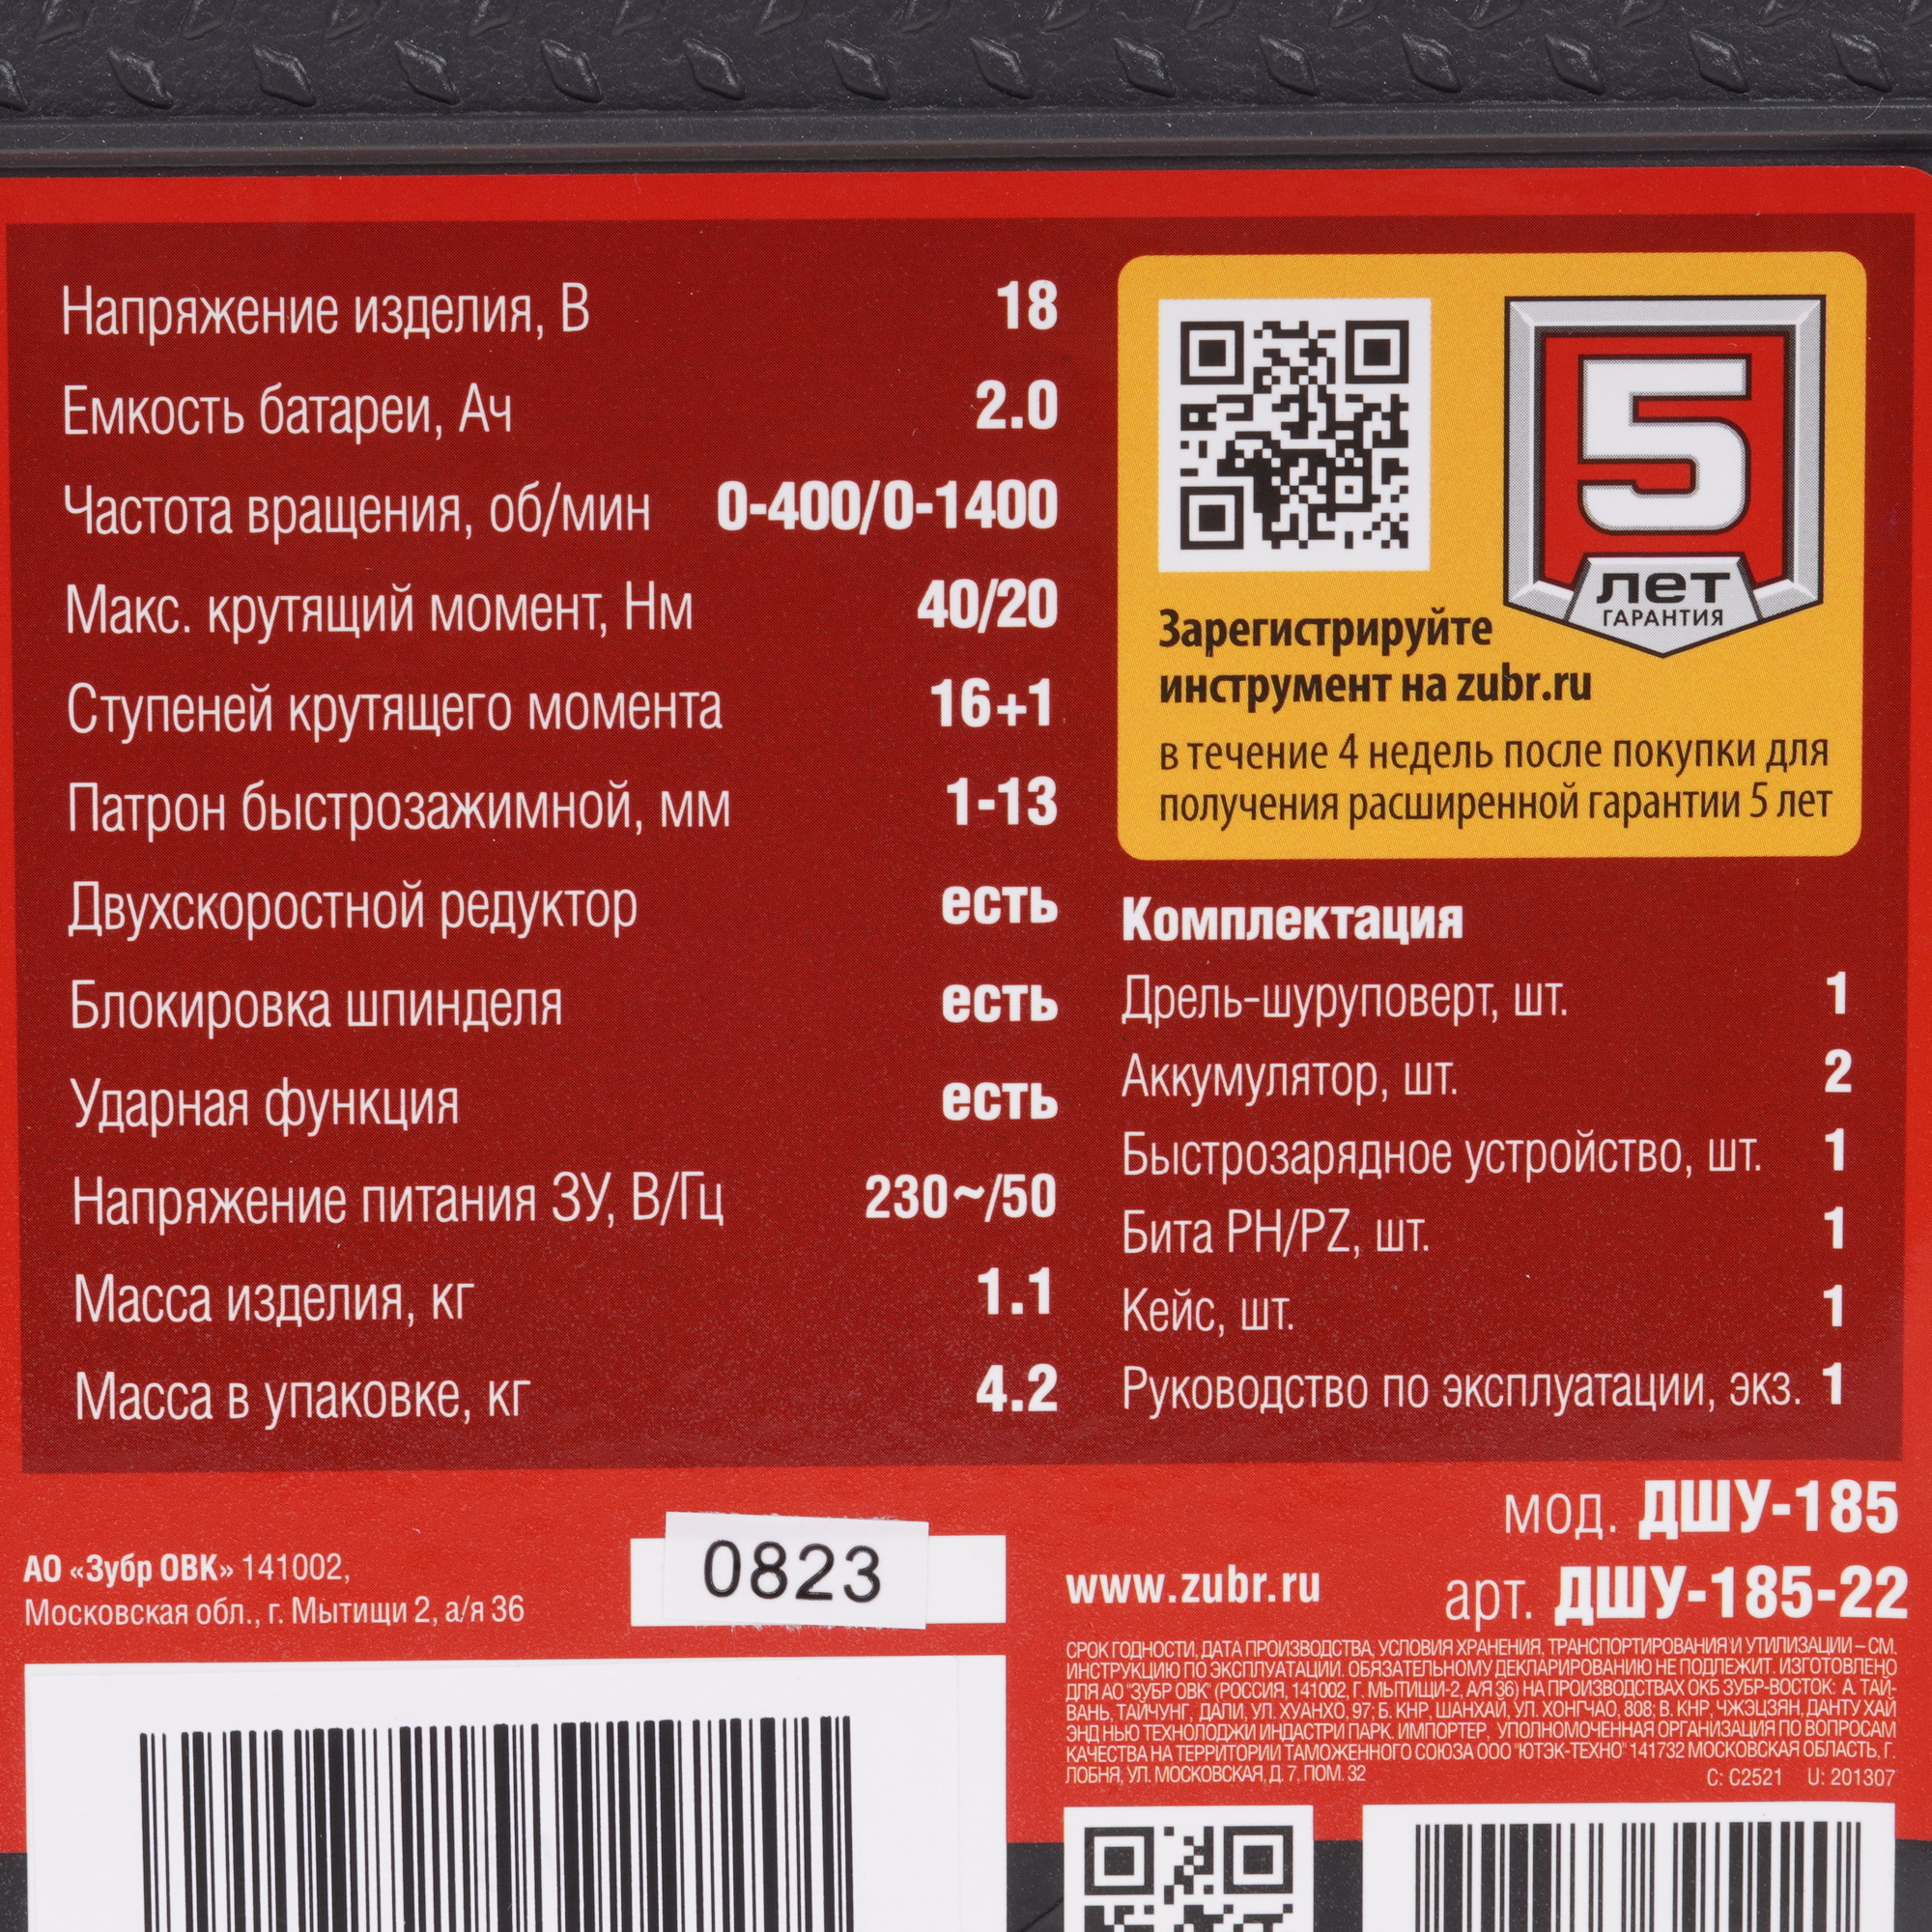 Напряжение изделия, В 18
Емкость батареи, Ач 2.0
Частота вращения, об/мин 0-400/0-1400
Макс. крутящий момент, Нм 40/20
Ступеней крутящего момента 16+1
Патрон быстрозажимной, мм 1-13
Двухскоростной редуктор есть
Блокировка шпинделя есть
Ударная функция есть
Напряжение питания ЗУ, В/Гц 230~/50
Масса изделия, кг 1.1
Масса в упаковке, кг 4.2
5
лет
ГАРАНТИЯ
Зарегистрируйте
инструмент на zubr.ru
в течение 4 недель после покупки для
получения расширенной гарантии 5 лет
Комплектация
Дрель-шуруповерт, шт. 1
Аккумулятор, шт. 2
Быстрозарядное устройство, шт. 1
Бита PH/PZ, шт. 1
Кейс, шт. 1
Руководство по эксплуатации, экз. 1
АО «Зубр ОВК» 141002,
Московская обл., г. Мытищи 2, а/я 36
0823
www.zubr.ru
мод. ДШУ-185
арт. ДШУ-185-22
СРОК ГОДНОСТИ, ДАТА ПРОИЗВОДСТВА, УСЛОВИЯ ХРАНЕНИЯ, ТРАНСПОРТИРОВАНИЯ И УТИЛИЗАЦИИ – СМ.
ИНСТРУКЦИЮ ПО ЭКСПЛУАТАЦИИ. ОБЯЗАТЕЛЬНОМУ ДЕКЛАРИРОВАНИЮ НЕ ПОДЛЕЖИТ. ИЗГОТОВЛЕНО
ДЛЯ АО "ЗУБР ОВК" (РОССИЯ, 141002, Г. МЫТИЩИ-2, А/Я 36) НА ПРОИЗВОДСТВАХ ОКБ ЗУБР-ВОСТОК: А. ТАЙ-
ВАНЬ, ТАЙЧУНГ, ДАЛИ, УЛ. ХУАНХО, 97; Б. КНР, ШАНХАЙ, УЛ. ХОНГЧАО, 808; В. КНР, ЧЖЭЦЗЯН, ДАНТУ ХАЙ
ЭНД НЬЮ ТЕХНОЛОДЖИ ИНДАСТРИ ПАРК. ИМПОРТЕР, УПОЛНОМОЧЕННАЯ ОРГАНИЗАЦИЯ ПО ВОПРОСАМ
КАЧЕСТВА НА ТЕРРИТОРИИ ТАМОЖЕННОГО СОЮЗА ООО "ЮТЭК-ТЕХНО" 141732 МОСКОВСКАЯ ОБЛАСТЬ, Г.
ЛОБНЯ, УЛ. МОСКОВСКАЯ, Д. 7, ПОМ. 32
C: C2521 U: 201307